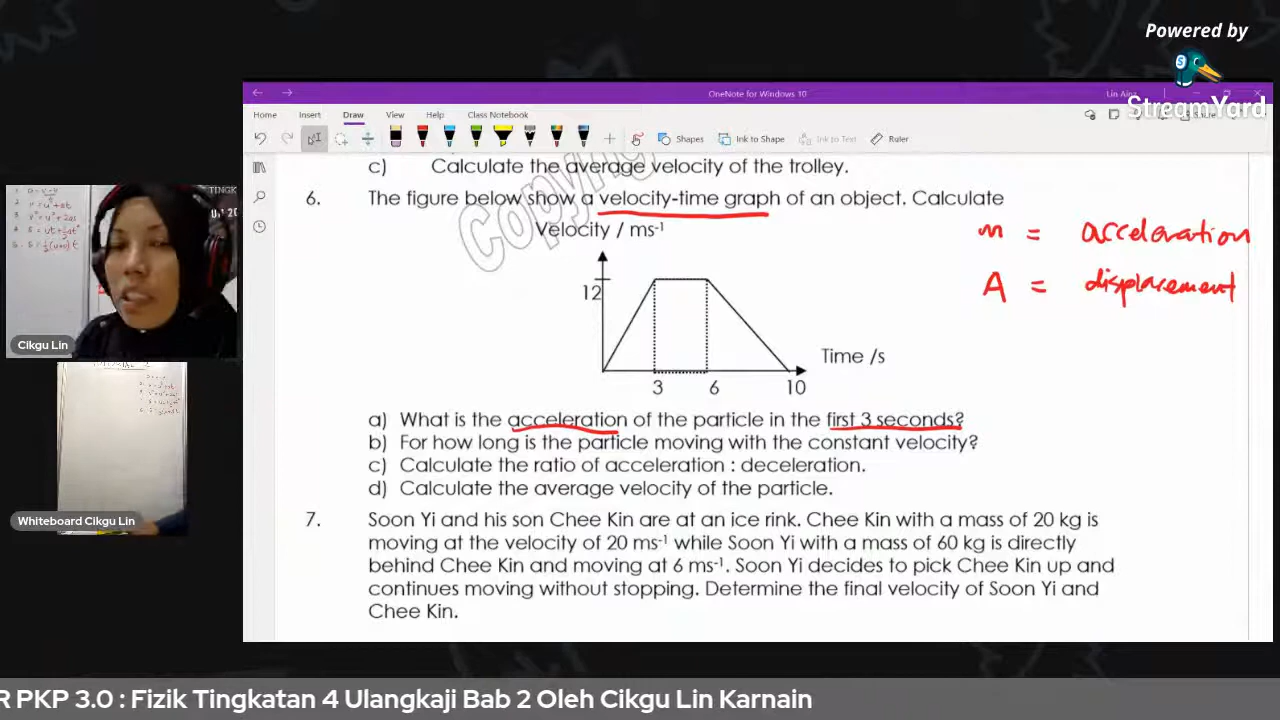 Powered by
StreamYard
OneNote for Windows 10
Lin Ainz
Home Insert Draw View Help Class Notebook
Share
Shapes Ink to Shape Ink to Text Ruler
c) Calculate the average velocity of the trolley.
6. The figure below show a velocity-time graph of an object. Calculate
Copyrig
Velocity / ms-1
m = acceleration
A = displacement
12
Time /s
3 6 10
a) What is the acceleration of the particle in the first 3 seconds?
b) For how long is the particle moving with the constant velocity?
c) Calculate the ratio of acceleration : deceleration.
d) Calculate the average velocity of the particle.
7. Soon Yi and his son Chee Kin are at an ice rink. Chee Kin with a mass of 20 kg is
moving at the velocity of 20 ms-1 while Soon Yi with a mass of 60 kg is directly
behind Chee Kin and moving at 6 ms-1. Soon Yi decides to pick Chee Kin up and
continues moving without stopping. Determine the final velocity of Soon Yi and
Chee Kin.
TINGK
Cikgu Lin
Whiteboard Cikgu Lin
R PKP 3.0 : Fizik Tingkatan 4 Ulangkaji Bab 2 Oleh Cikgu Lin Karnain